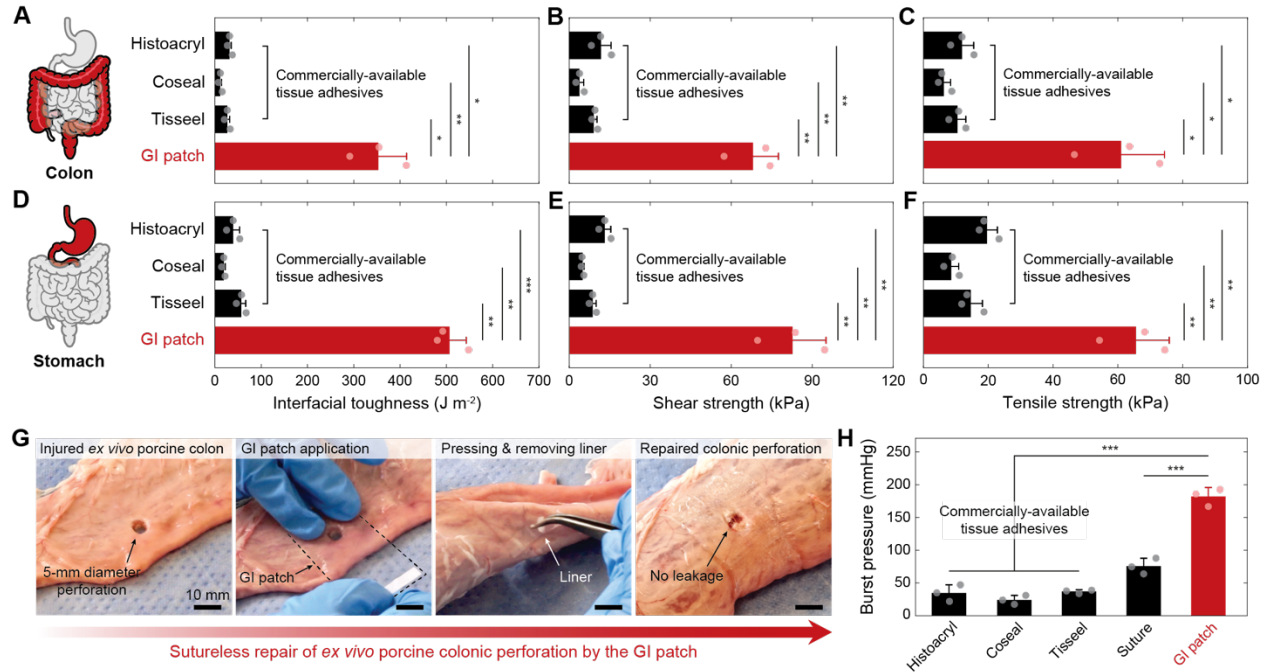 A
Colon
Histoacryl
Coseal
Tisseel
GI patch
Commercially-available
tissue adhesives
*
**
*
B
Commercially-available
tissue adhesives
**
**
**
C
Commercially-available
tissue adhesives
*
*
*
D
Stomach
Histoacryl
Coseal
Tisseel
GI patch
Commercially-available
tissue adhesives
**
**
***
0 100 200 300 400 500 600 700
Interfacial toughness (J m⁻²)
E
Commercially-available
tissue adhesives
**
**
**
0 30 60 90 120
Shear strength (kPa)
F
Commercially-available
tissue adhesives
**
**
**
0 20 40 60 80 100
Tensile strength (kPa)
G
Injured ex vivo porcine colon
5-mm diameter
perforation
10 mm
GI patch application
GI patch
Pressing & removing liner
Liner
Repaired colonic perforation
No leakage
Sutureless repair of ex vivo porcine colonic perforation by the GI patch
H
Burst pressure (mmHg)
250
200
150
100
50
0
***
***
Commercially-available
tissue adhesives
Histoacryl
Coseal
Tisseel
Suture
GI patch